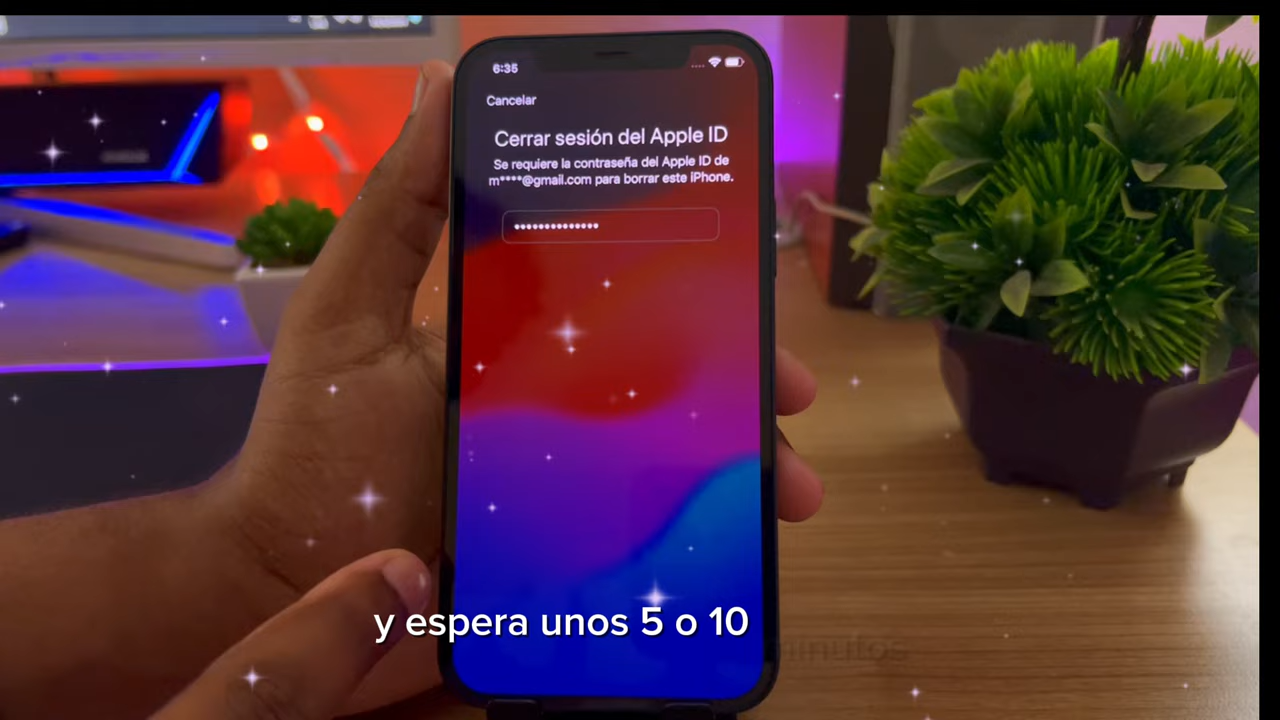 6:35
Cancelar
Cerrar sesión del Apple ID
Se requiere la contraseña del Apple ID de
m****@gmail.com para borrar este iPhone.
••••••••••••••
y espera unos 5 o 10
minutos